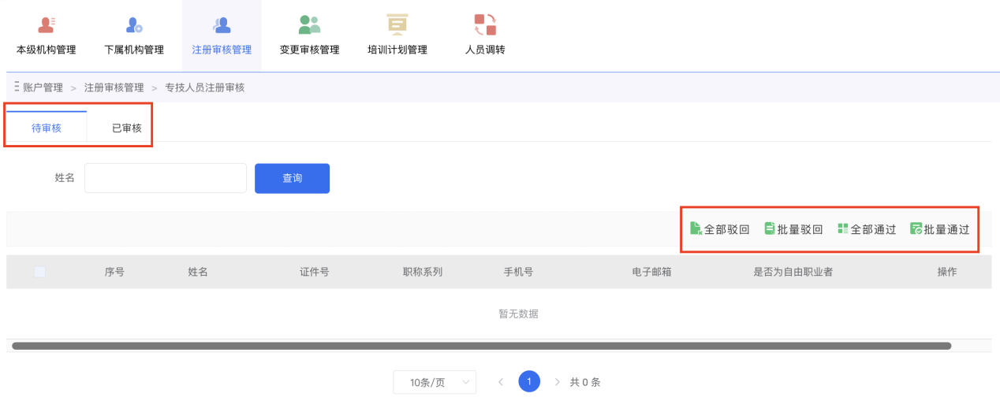 本级机构管理 下属机构管理 注册审核管理 变更审核管理 培训计划管理 人员调转
账户管理 > 注册审核管理 > 专技人员注册审核
待审核 已审核
姓名 查询
全部驳回 批量驳回 全部通过 批量通过
序号 姓名 证件号 职称系列 手机号 电子邮箱 是否为自由职业者 操作
暂无数据
10条/页 < 1 > 共 0 条